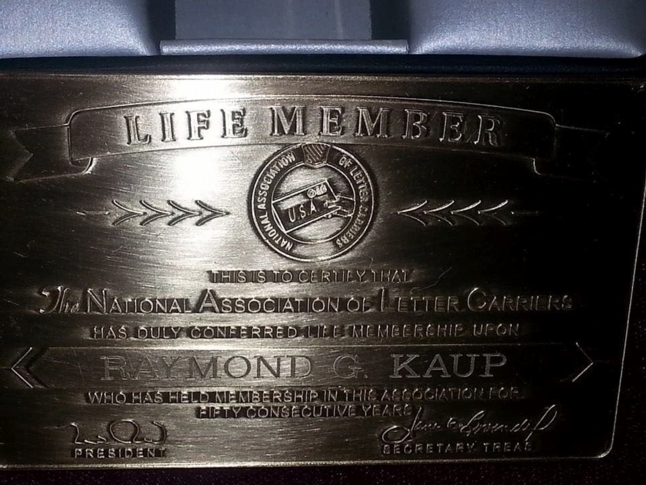 LIFE MEMBER
NATIONAL ASSOCIATION OF LETTER CARRIERS
U.S.A.
THIS IS TO CERTIFY THAT
The NATIONAL ASSOCIATION OF LETTER CARRIERS
HAS DULY CONFERRED LIFE MEMBERSHIP UPON
RAYMOND G. KAUP
WHO HAS HELD MEMBERSHIP IN THIS ASSOCIATION FOR
FIFTY CONSECUTIVE YEARS
PRESIDENT
SECRETARY TREAS